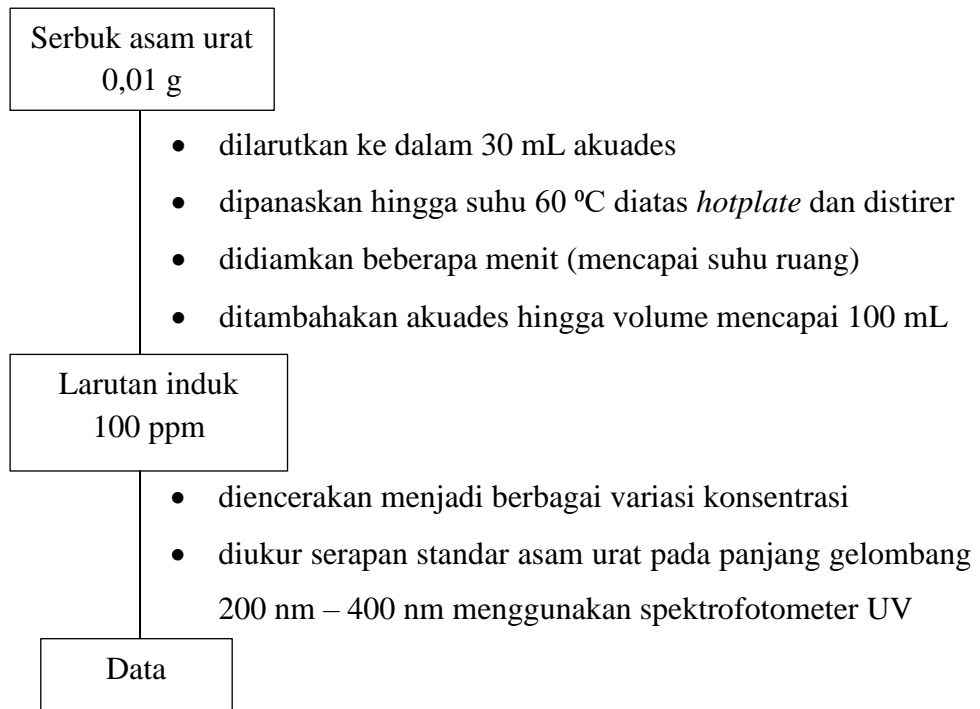 Serbuk asam urat
0,01 g
• dilarutkan ke dalam 30 mL akuades
• dipanaskan hingga suhu 60 ⁰C diatas hotplate dan distirer
• didiamkan beberapa menit (mencapai suhu ruang)
• ditambahakan akuades hingga volume mencapai 100 mL
Larutan induk
100 ppm
• diencerakan menjadi berbagai variasi konsentrasi
• diukur serapan standar asam urat pada panjang gelombang
200 nm – 400 nm menggunakan spektrofotometer UV
Data